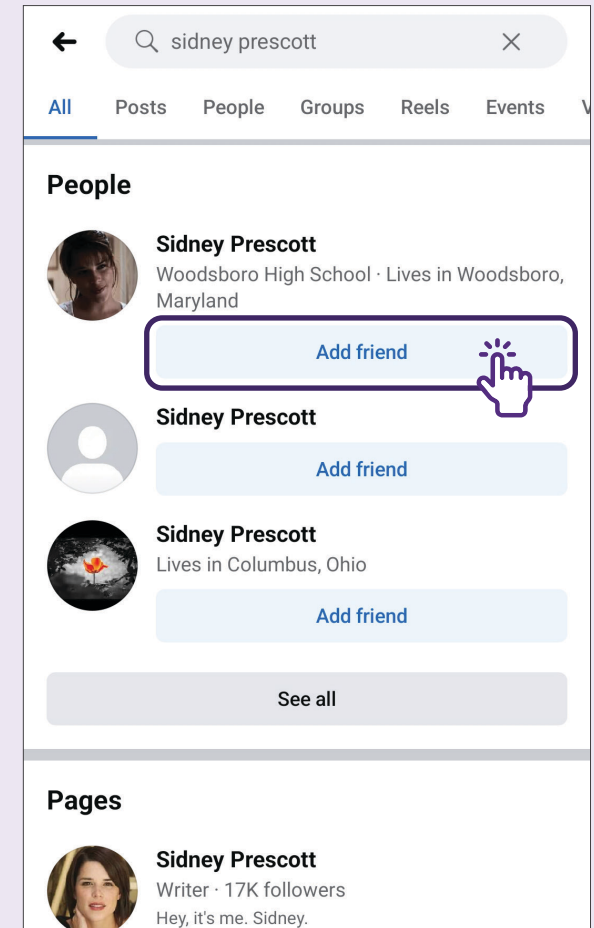 sidney prescott
All Posts People Groups Reels Events
People
Sidney Prescott
Woodsboro High School · Lives in Woodsboro,
Maryland
Add friend
Sidney Prescott
Add friend
Sidney Prescott
Lives in Columbus, Ohio
Add friend
See all
Pages
Sidney Prescott
Writer · 17K followers
Hey, it's me. Sidney.